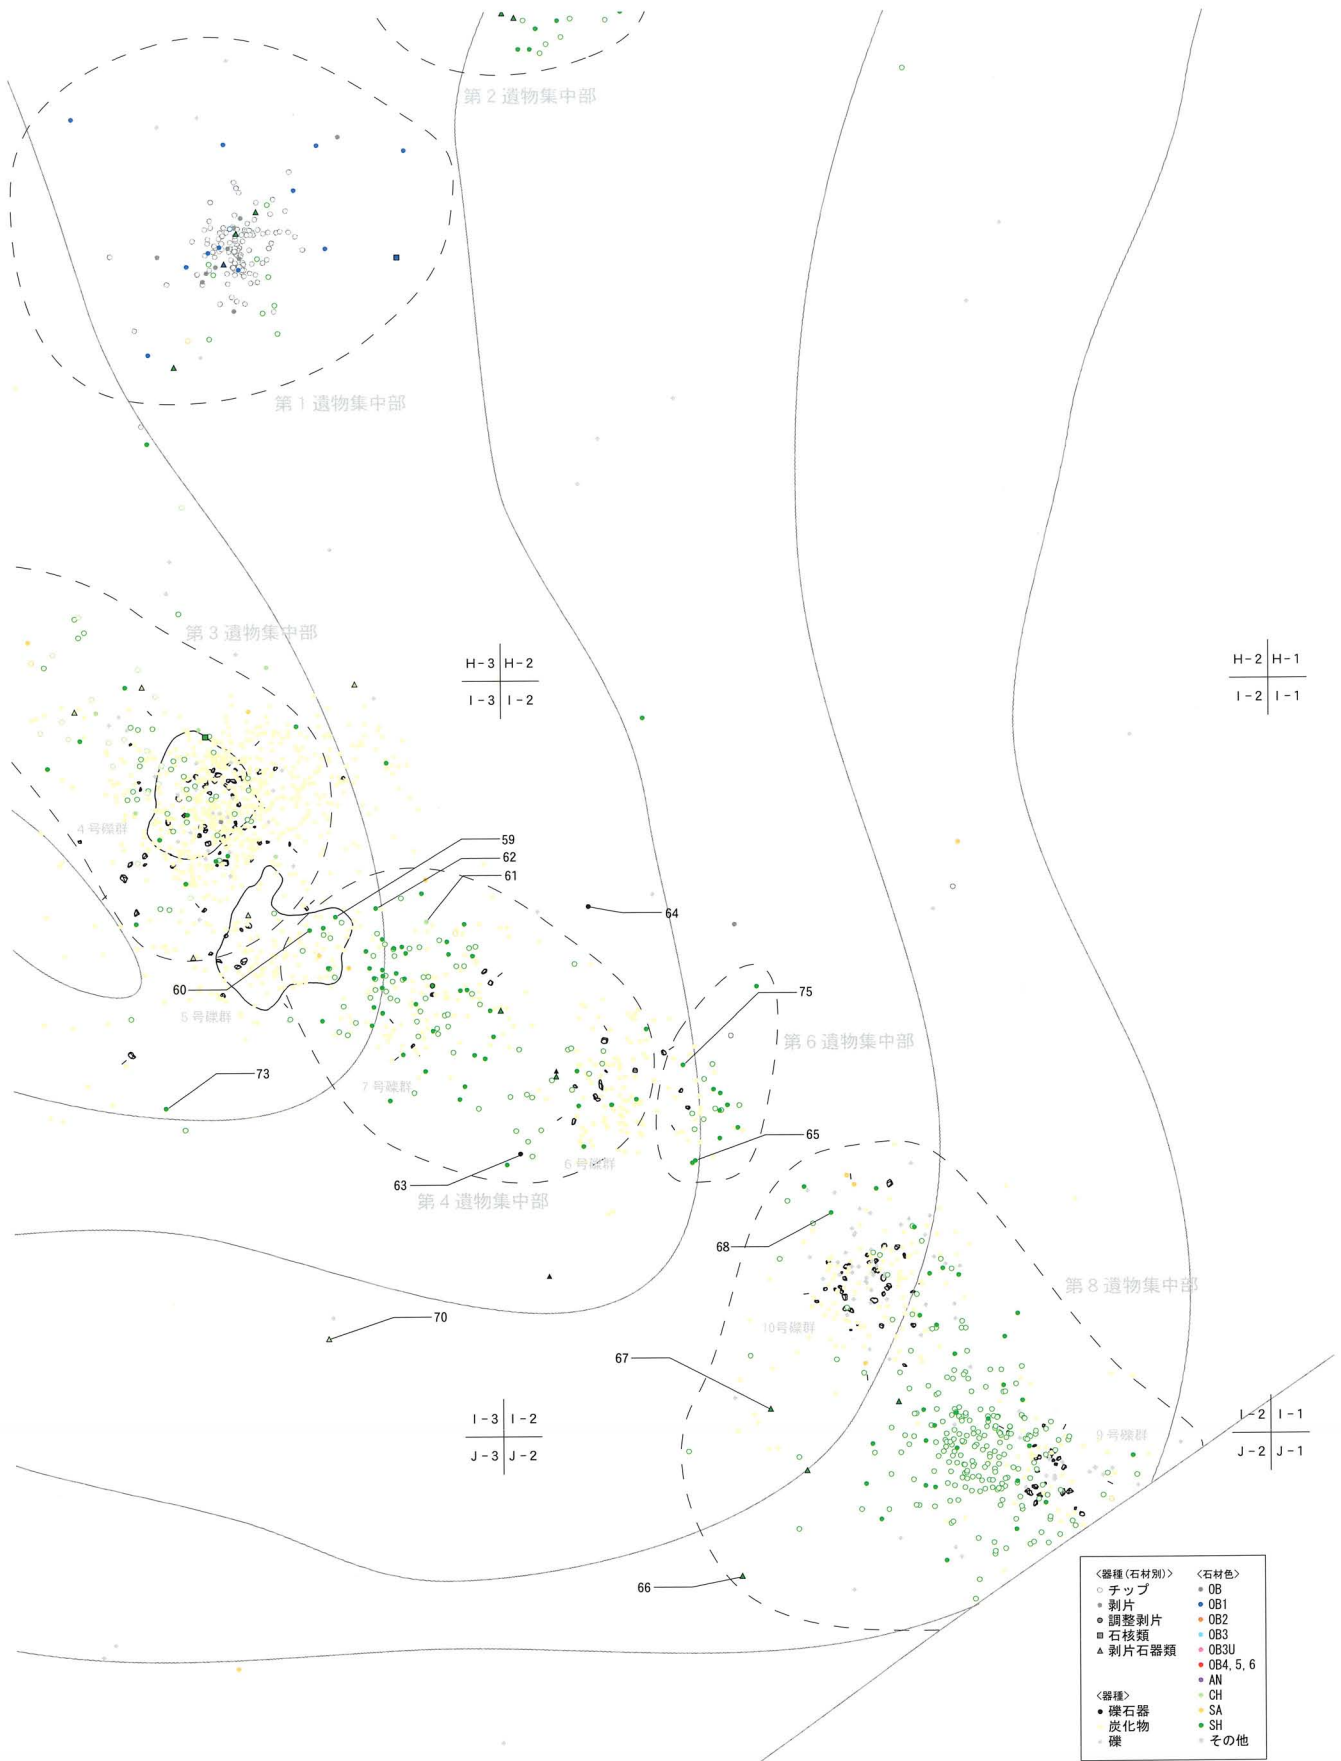 第２遺物集中部
第１遺物集中部
第３遺物集中部
H-3 H-2
I-3 I-2
H-2 H-1
I-2 I-1
４号礫群
59
62
61
64
60
75
５号礫群
第６遺物集中部
73
７号礫群
65
６号礫群
63
第４遺物集中部
68
第８遺物集中部
70
10号礫群
67
I-3 I-2
J-3 J-2
I-2 I-1
J-2 J-1
９号礫群
66
〈器種(石材別)〉
チップ
剥片
調整剥片
石核類
剥片石器類
〈器種〉
礫石器
炭化物
礫
〈石材色〉
OB
OB1
OB2
OB3
OB3U
OB4, 5, 6
AN
CH
SA
SH
その他